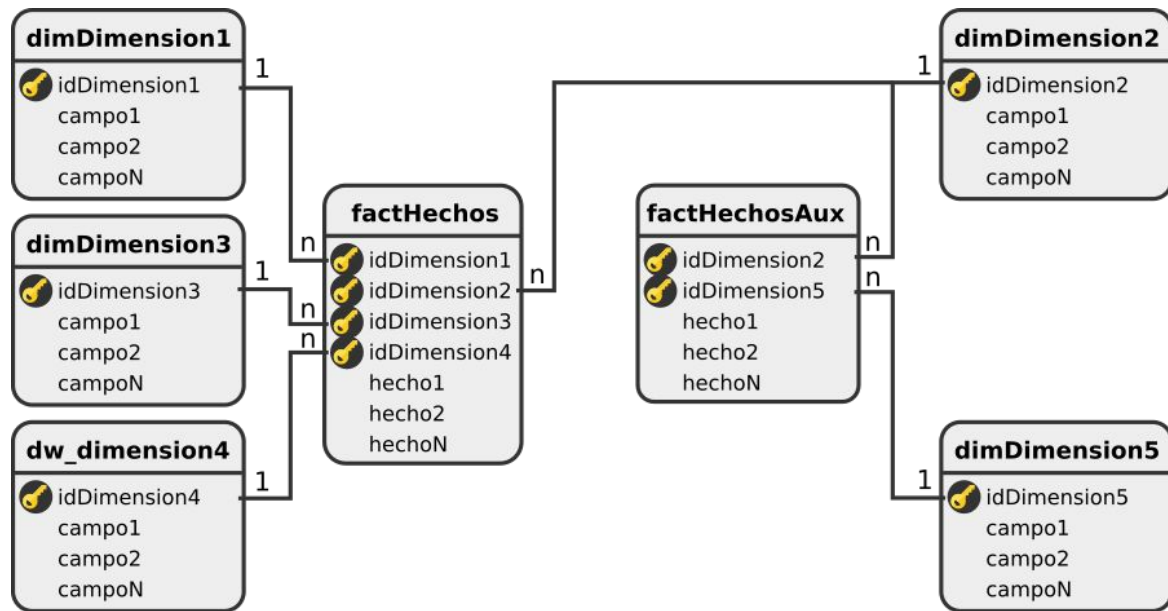 dimDimension1
idDimension1
campo1
campo2
campoN
1
dimDimension3
idDimension3
campo1
campo2
campoN
1
dw_dimension4
idDimension4
campo1
campo2
campoN
1
factHechos
n
idDimension1
idDimension2
n
n
idDimension3
n
idDimension4
hecho1
hecho2
hechoN
factHechosAux
idDimension2
n
idDimension5
n
hecho1
hecho2
hechoN
dimDimension2
1
idDimension2
campo1
campo2
campoN
dimDimension5
1
idDimension5
campo1
campo2
campoN